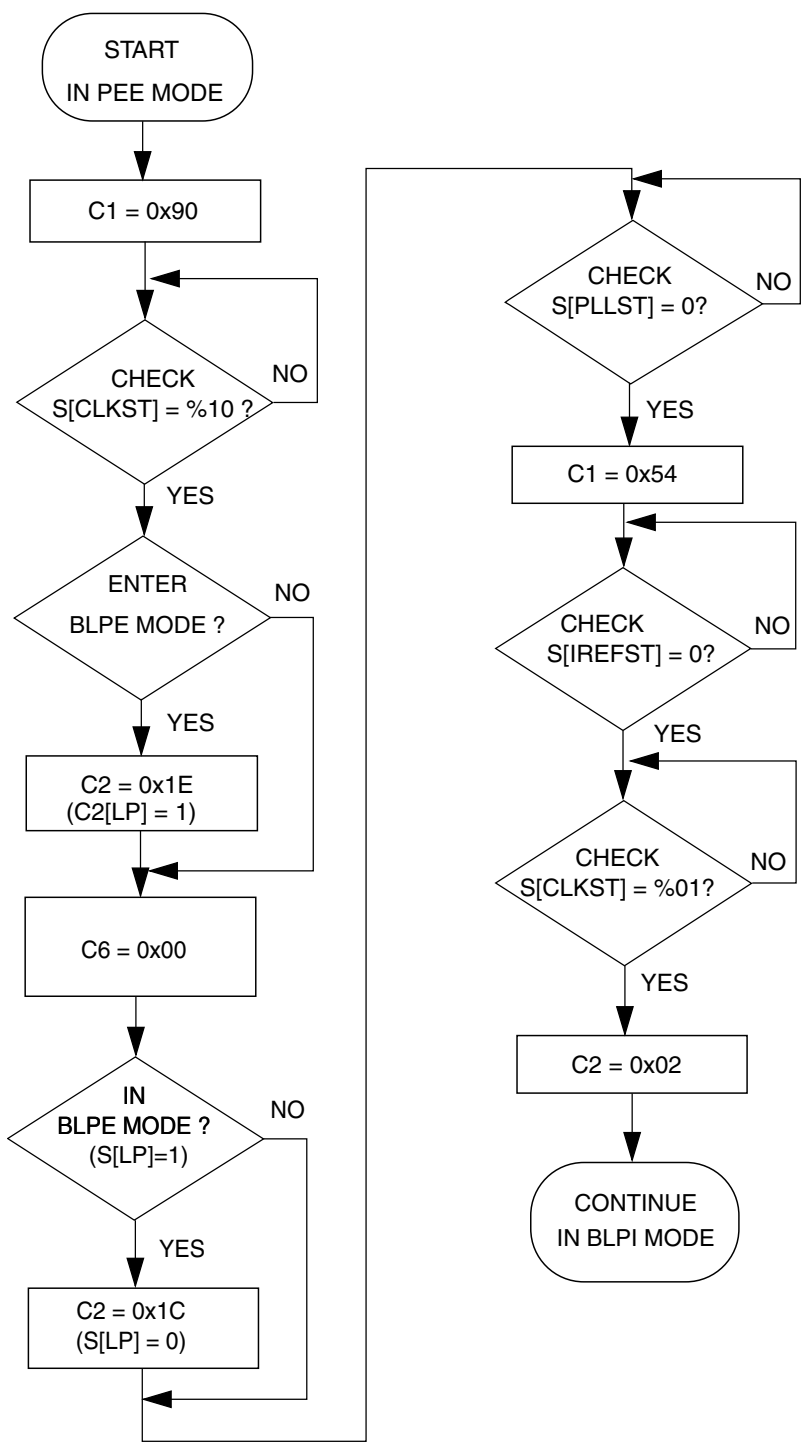 START
IN PEE MODE
C1 = 0x90
CHECK
S[CLKST] = %10 ?
NO
YES
ENTER
BLPE MODE ?
NO
YES
C2 = 0x1E
(C2[LP] = 1)
C6 = 0x00
IN
BLPE MODE ?
(S[LP]=1)
NO
YES
C2 = 0x1C
(S[LP] = 0)
CHECK
S[PLLST] = 0?
NO
YES
C1 = 0x54
CHECK
S[IREFST] = 0?
NO
YES
CHECK
S[CLKST] = %01?
NO
YES
C2 = 0x02
CONTINUE
IN BLPI MODE